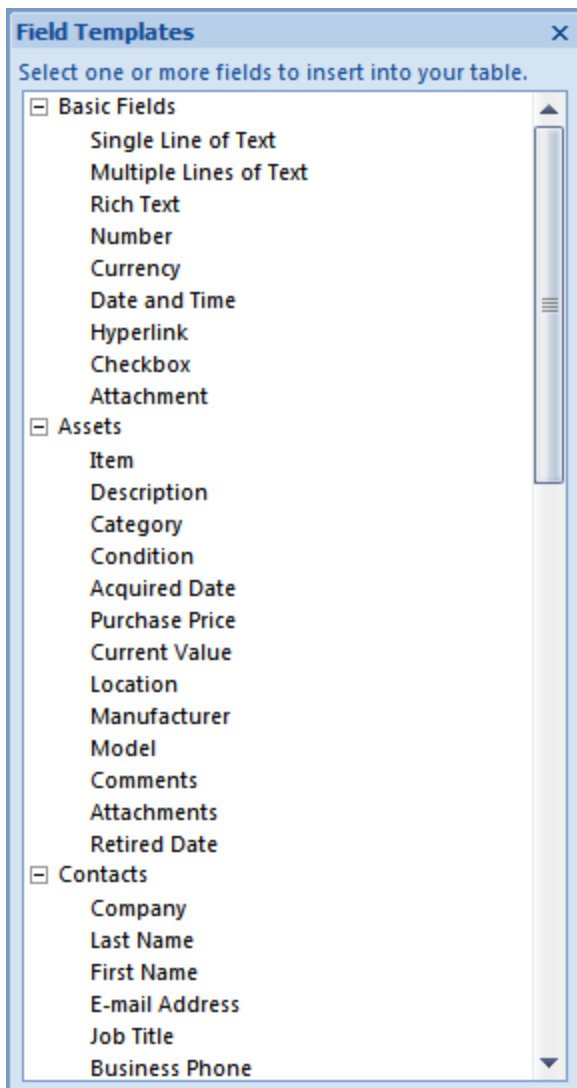 Field Templates
Select one or more fields to insert into your table.
Basic Fields
Single Line of Text
Multiple Lines of Text
Rich Text
Number
Currency
Date and Time
Hyperlink
Checkbox
Attachment
Assets
Item
Description
Category
Condition
Acquired Date
Purchase Price
Current Value
Location
Manufacturer
Model
Comments
Attachments
Retired Date
Contacts
Company
Last Name
First Name
E-mail Address
Job Title
Business Phone